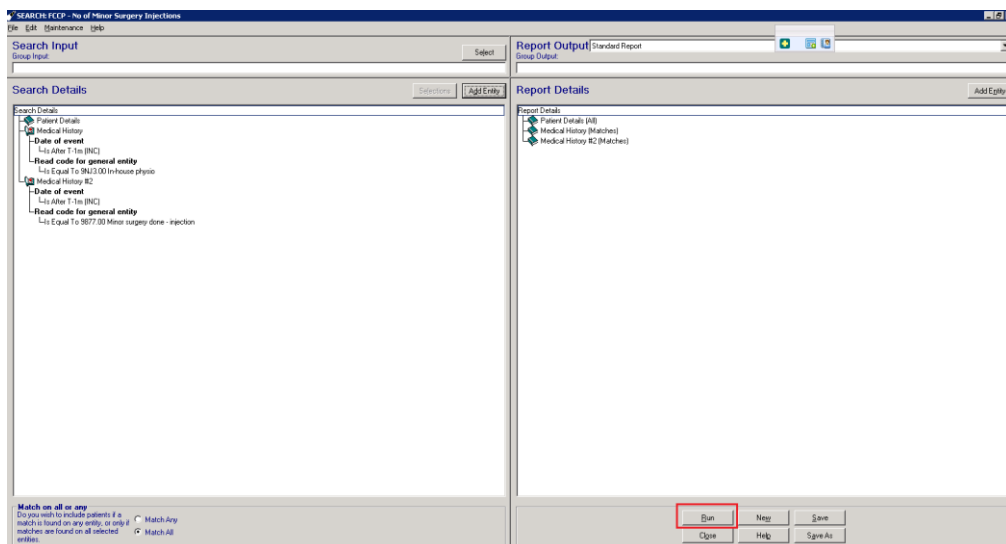 SEARCH: FCCP - No of Minor Surgery Injections
File Edit Maintenance Help
Search Input
Group Input:
Select
Report Output Standard Report
Group Output:
Search Details
Selections
Add Entity
Report Details
Add Entity
Search Details
Patient Details
Medical History
Date of event
Is After T-1m (INC)
Read code for general entity
Is Equal To 9NJ3.00 In-house physio
Medical History #2
Date of event
Is After T-1m (INC)
Read code for general entity
Is Equal To 9877.00 Minor surgery done - injection
Report Details
Patient Details (All)
Medical History (Matches)
Medical History #2 (Matches)
Match on all or any
Do you wish to include patients if a
match is found on any entity, or only if
matches are found on all selected
entities.
Match Any
Match All
Run
New
Save
Close
Help
Save As